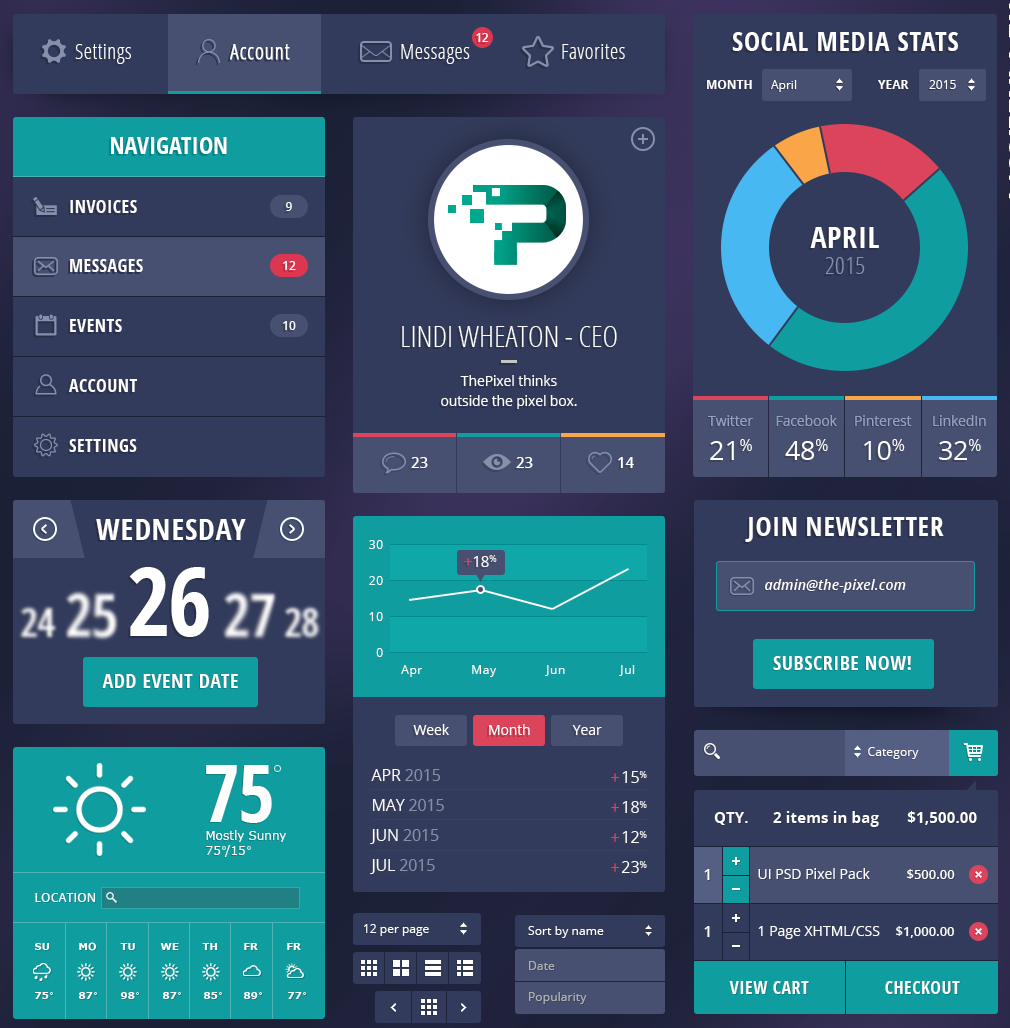 Settings
Account
Messages
12
Favorites
NAVIGATION
INVOICES 9
MESSAGES 12
EVENTS 10
ACCOUNT
SETTINGS
LINDI WHEATON - CEO
ThePixel thinks
outside the pixel box.
23 23 14
SOCIAL MEDIA STATS
MONTH April YEAR 2015
APRIL
2015
Twitter Facebook Pinterest LinkedIn
21% 48% 10% 32%
WEDNESDAY
24 25 26 27 28
ADD EVENT DATE
30
20
10
0
+18%
Apr May Jun Jul
Week Month Year
APR 2015 +15%
MAY 2015 +18%
JUN 2015 +12%
JUL 2015 +23%
JOIN NEWSLETTER
admin@the-pixel.com
SUBSCRIBE NOW!
Category
QTY. 2 items in bag $1,500.00
1 + − UI PSD Pixel Pack $500.00
1 + − 1 Page XHTML/CSS $1,000.00
VIEW CART CHECKOUT
75°
Mostly Sunny
75°/15°
LOCATION
SU MO TU WE TH FR FR
75° 87° 98° 87° 85° 89° 77°
12 per page
Sort by name
Date
Popularity